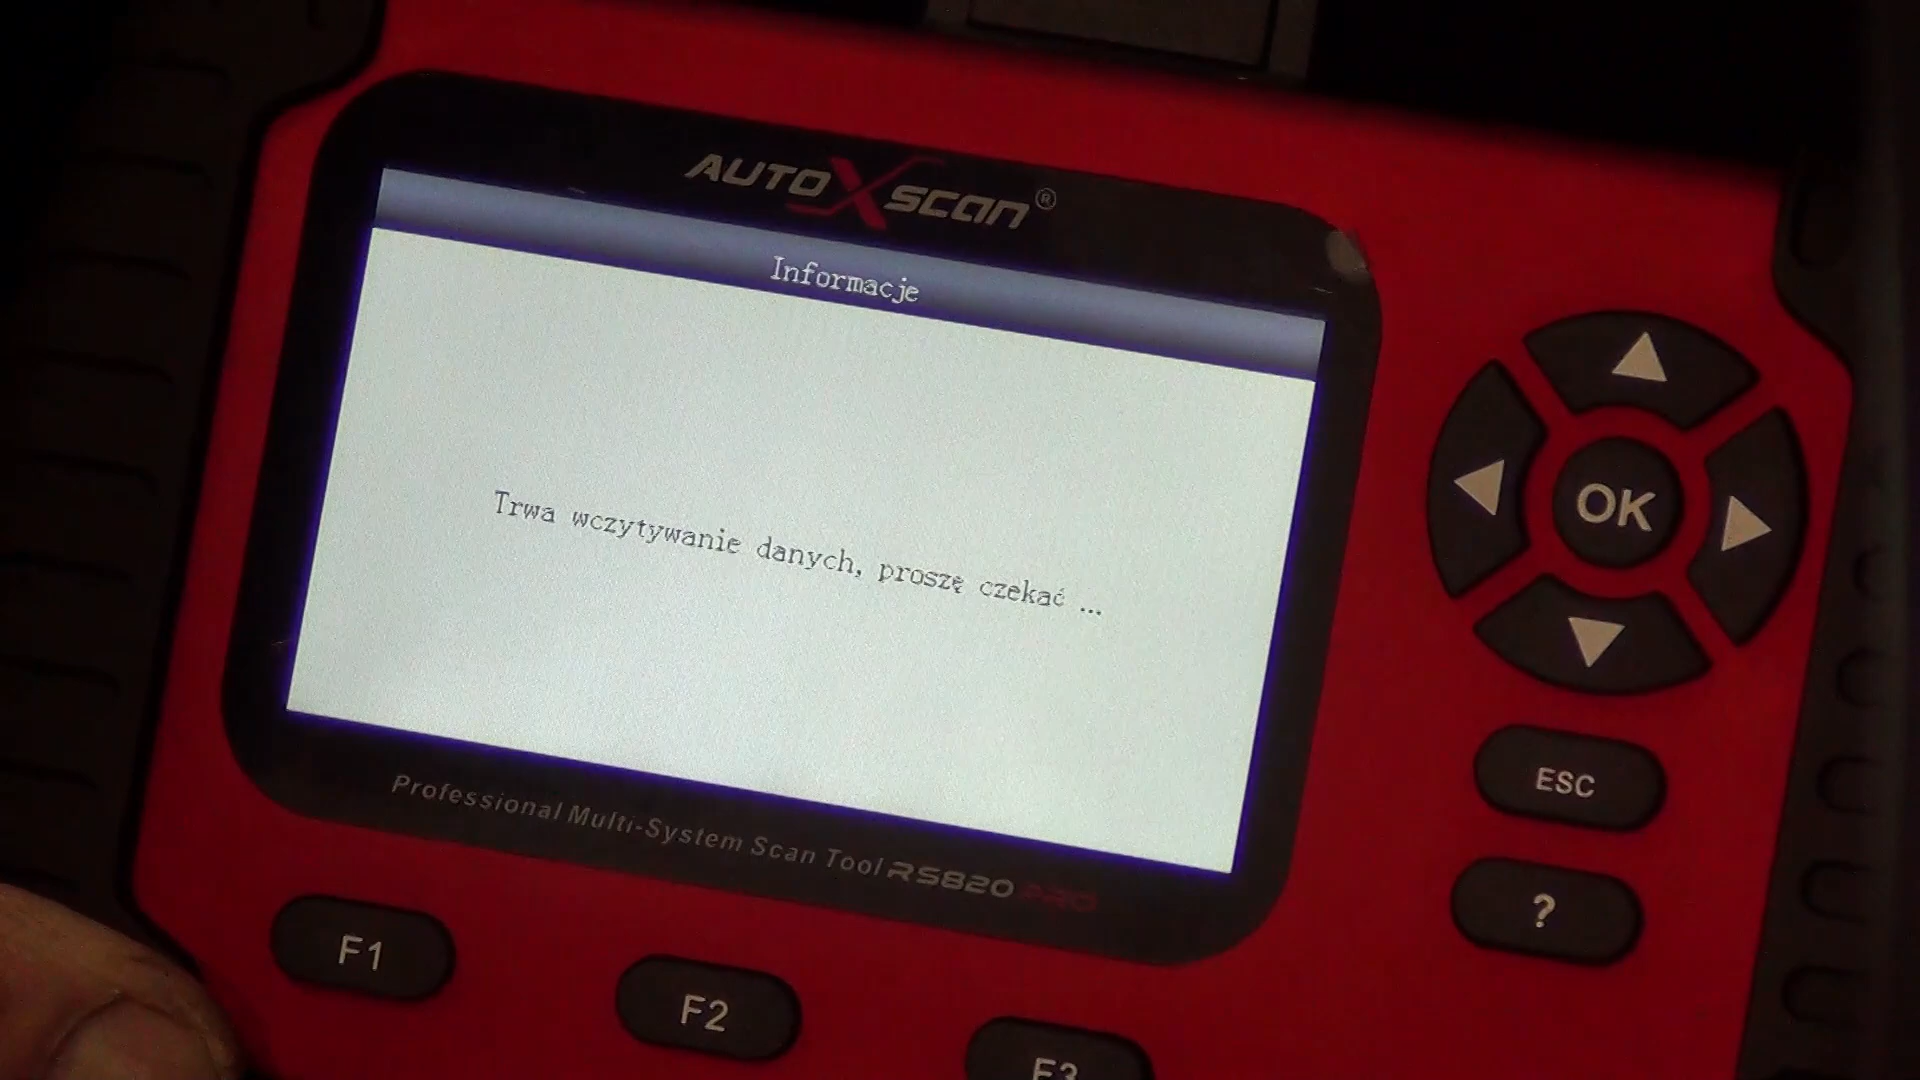 AUTOXSCAN®
Informacje
Trwa wczytywanie danych, proszę czekać ...
Professional Multi-System Scan Tool RS820 PRO
OK
ESC
?
F1
F2
F3